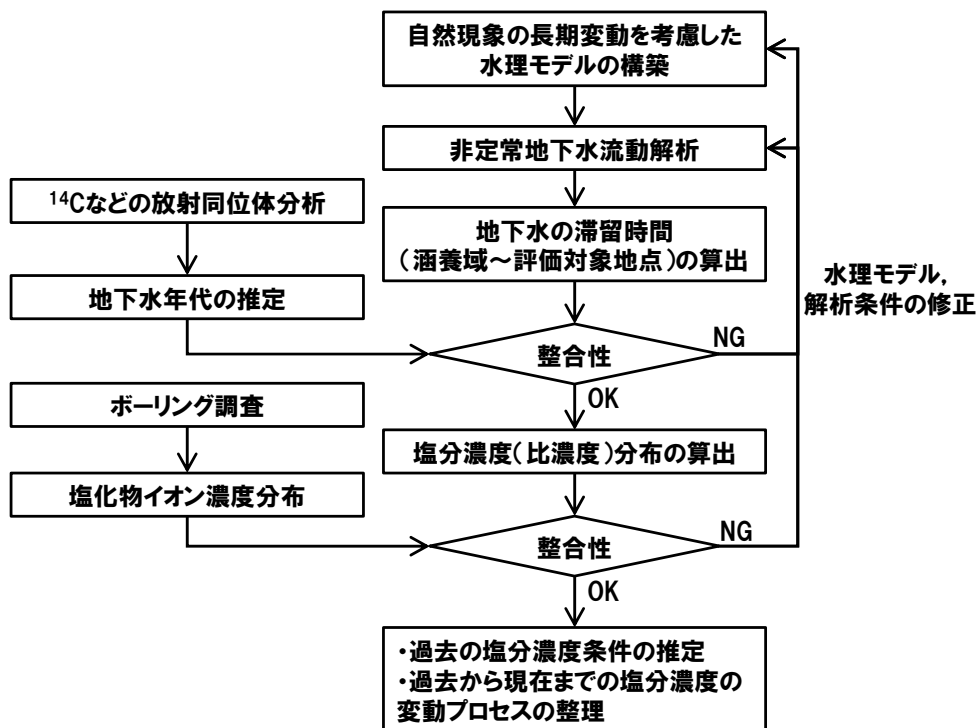 自然現象の長期変動を考慮した
水理モデルの構築
非定常地下水流動解析
14Cなどの放射同位体分析
地下水の滞留時間
（涵養域～評価対象地点）の算出
水理モデル,
解析条件の修正
地下水年代の推定
整合性
NG
OK
ボーリング調査
塩分濃度（比濃度）分布の算出
塩化物イオン濃度分布
整合性
NG
OK
・過去の塩分濃度条件の推定
・過去から現在までの塩分濃度の
変動プロセスの整理